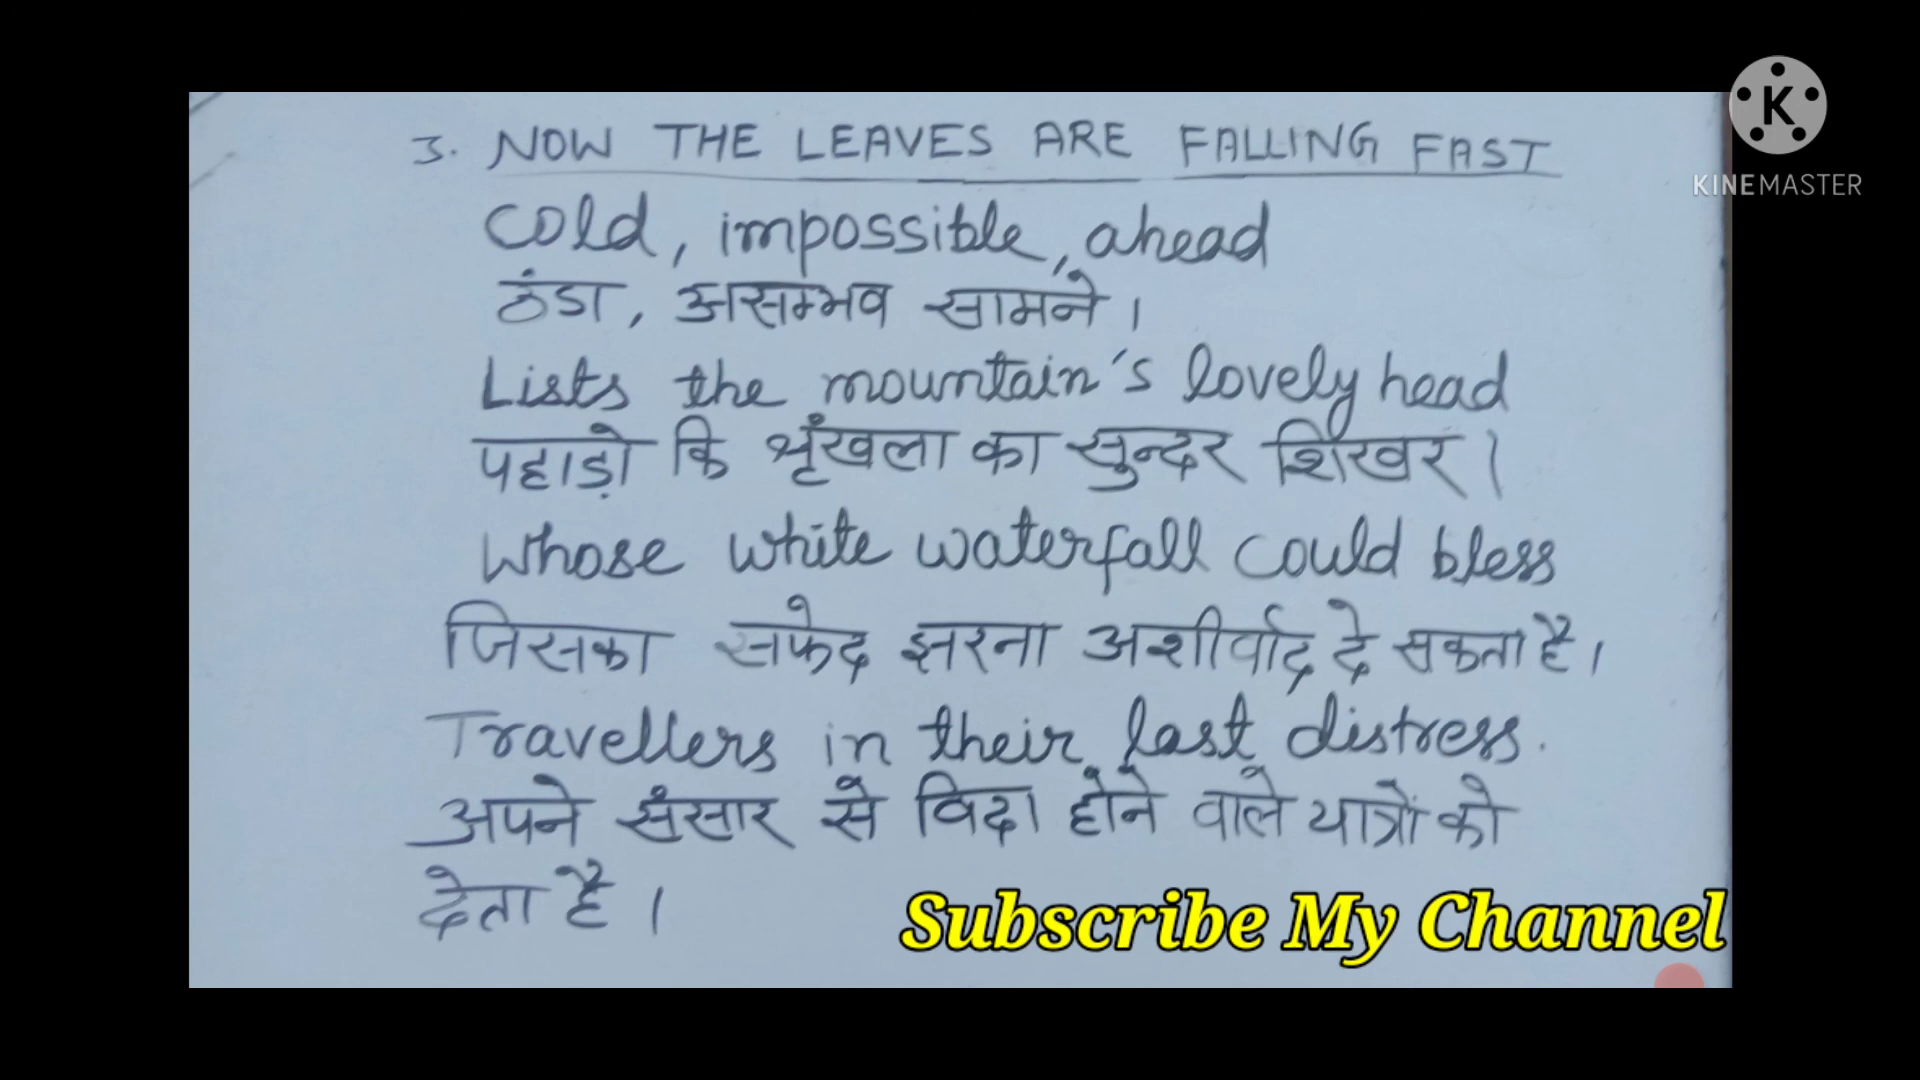 3. NOW THE LEAVES ARE FALLING FAST
K
KINEMASTER
Cold, impossible, ahead
ठंडा, असम्भव सामने।
Lists the mountain's lovely head
पहाड़ो कि श्रृंखला का सुन्दर शिखर।
Whose white waterfall could bless
जिसका सफेद झरना अशीर्वाद दे सकता है।
Travellers in their last distress.
अपने संसार से विदा होने वाले यात्रों को
देता है।
Subscribe My Channel